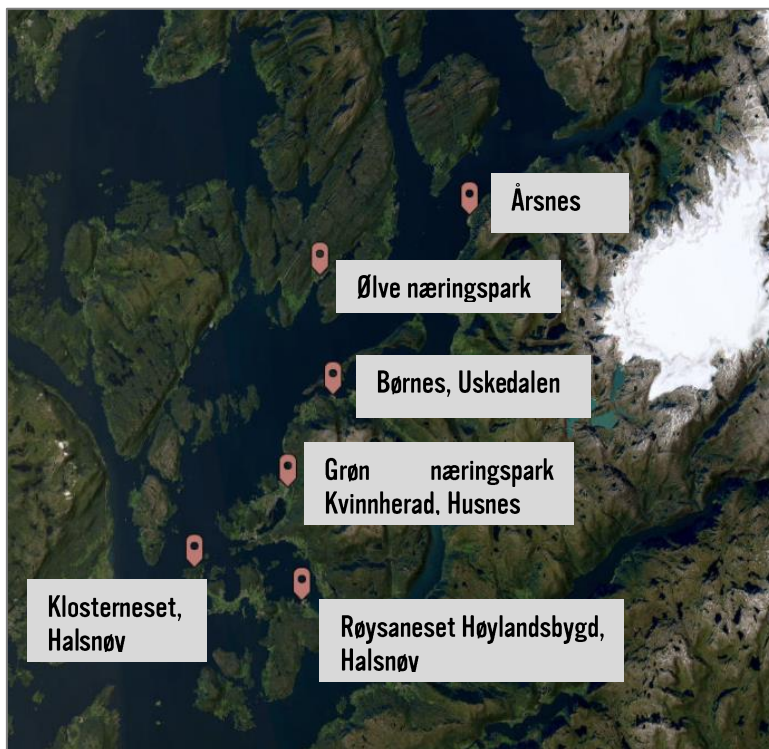 Årsnes
Ølve næringspark
Børnes, Uskedalen
Grøn næringspark
Kvinnherad, Husnes
Klosterneset,
Halsnøy
Røysaneset Høylandsbygd,
Halsnøy